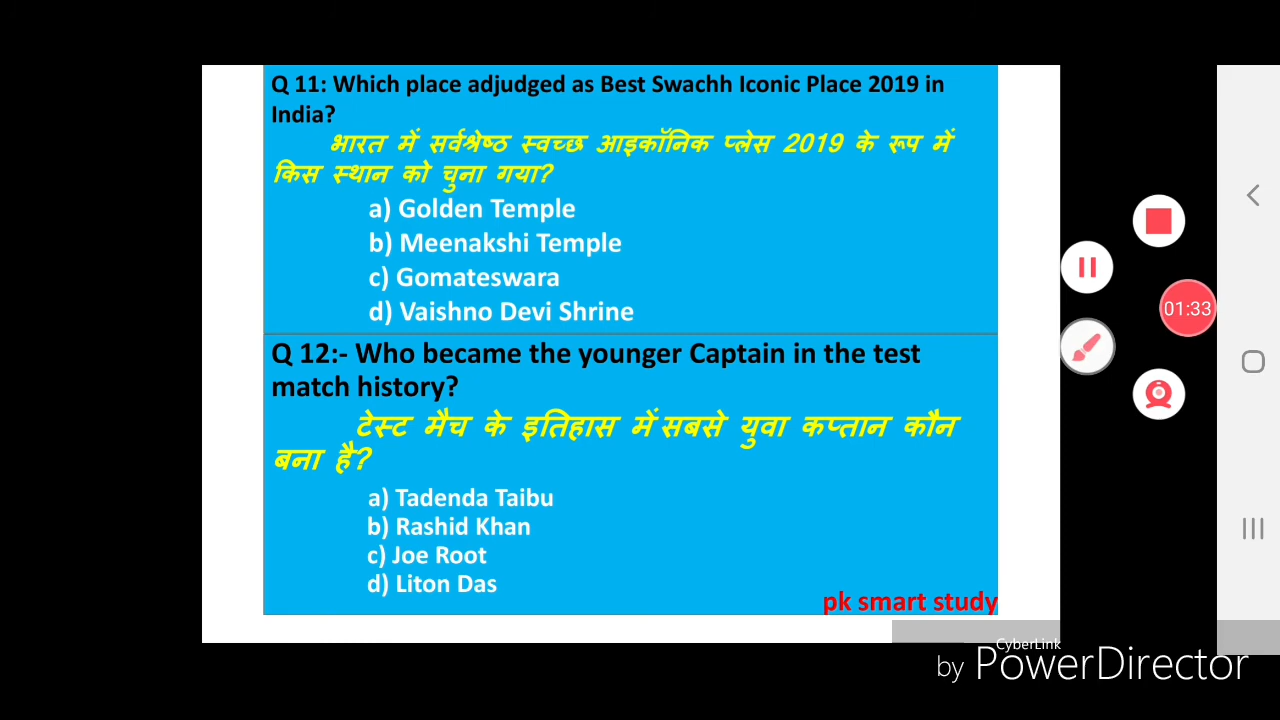 Q 11: Which place adjudged as Best Swachh Iconic Place 2019 in
India?
भारत में सर्वश्रेष्ठ स्वच्छ आइकॉनिक प्लेस 2019 के रूप में
किस स्थान को चुना गया?
a) Golden Temple
b) Meenakshi Temple
c) Gomateswara
d) Vaishno Devi Shrine
Q 12:- Who became the younger Captain in the test
match history?
टेस्ट मैच के इतिहास में सबसे युवा कप्तान कौन
बना है?
a) Tadenda Taibu
b) Rashid Khan
c) Joe Root
d) Liton Das
pk smart study
01:33
CyberLink
by PowerDirector